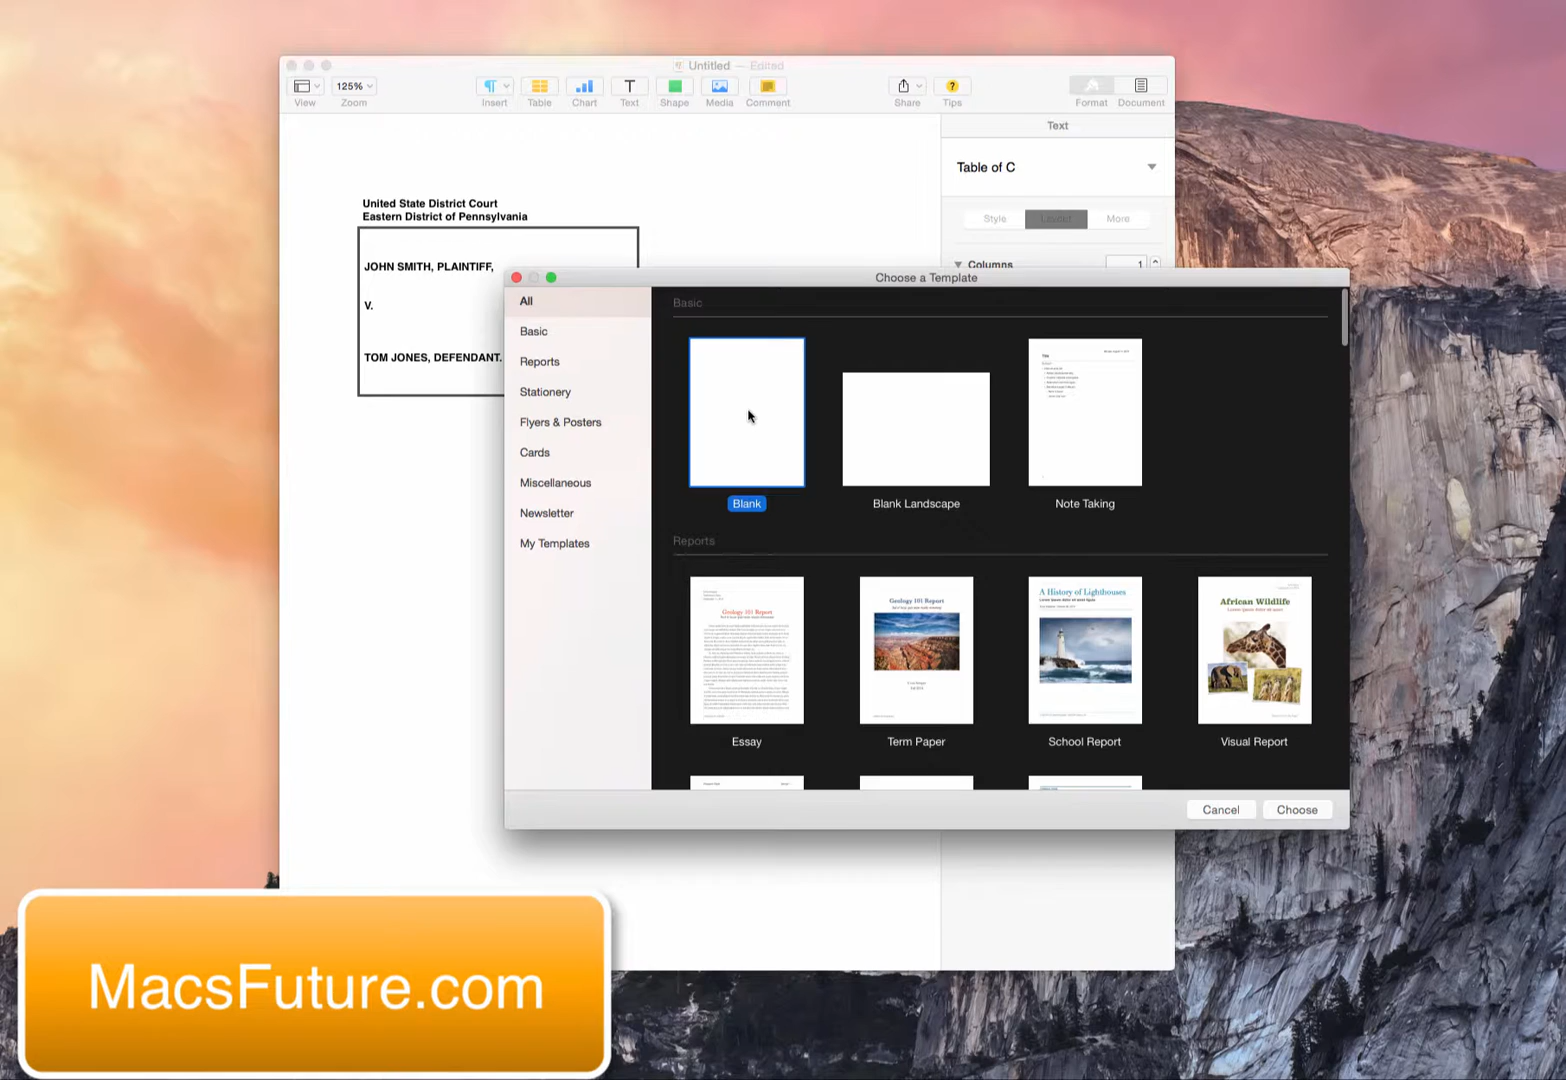 Untitled — Edited
125%
View
Zoom
Insert
Table
Chart
T
Text
Shape
Media
Comment
Share
?
Tips
Format
Document
Text
Table of C
Style
Layout
More
Columns
1
United State District Court
Eastern District of Pennsylvania
JOHN SMITH, PLAINTIFF,
V.
TOM JONES, DEFENDANT.
Choose a Template
All
Basic
Reports
Stationery
Flyers & Posters
Cards
Miscellaneous
Newsletter
My Templates
Basic
Title
Blank
Blank Landscape
Note Taking
Reports
Geology 101 Report
Geology 101 Report
A History of Lighthouses
African Wildlife
Essay
Term Paper
School Report
Visual Report
Cancel
Choose
MacsFuture.com